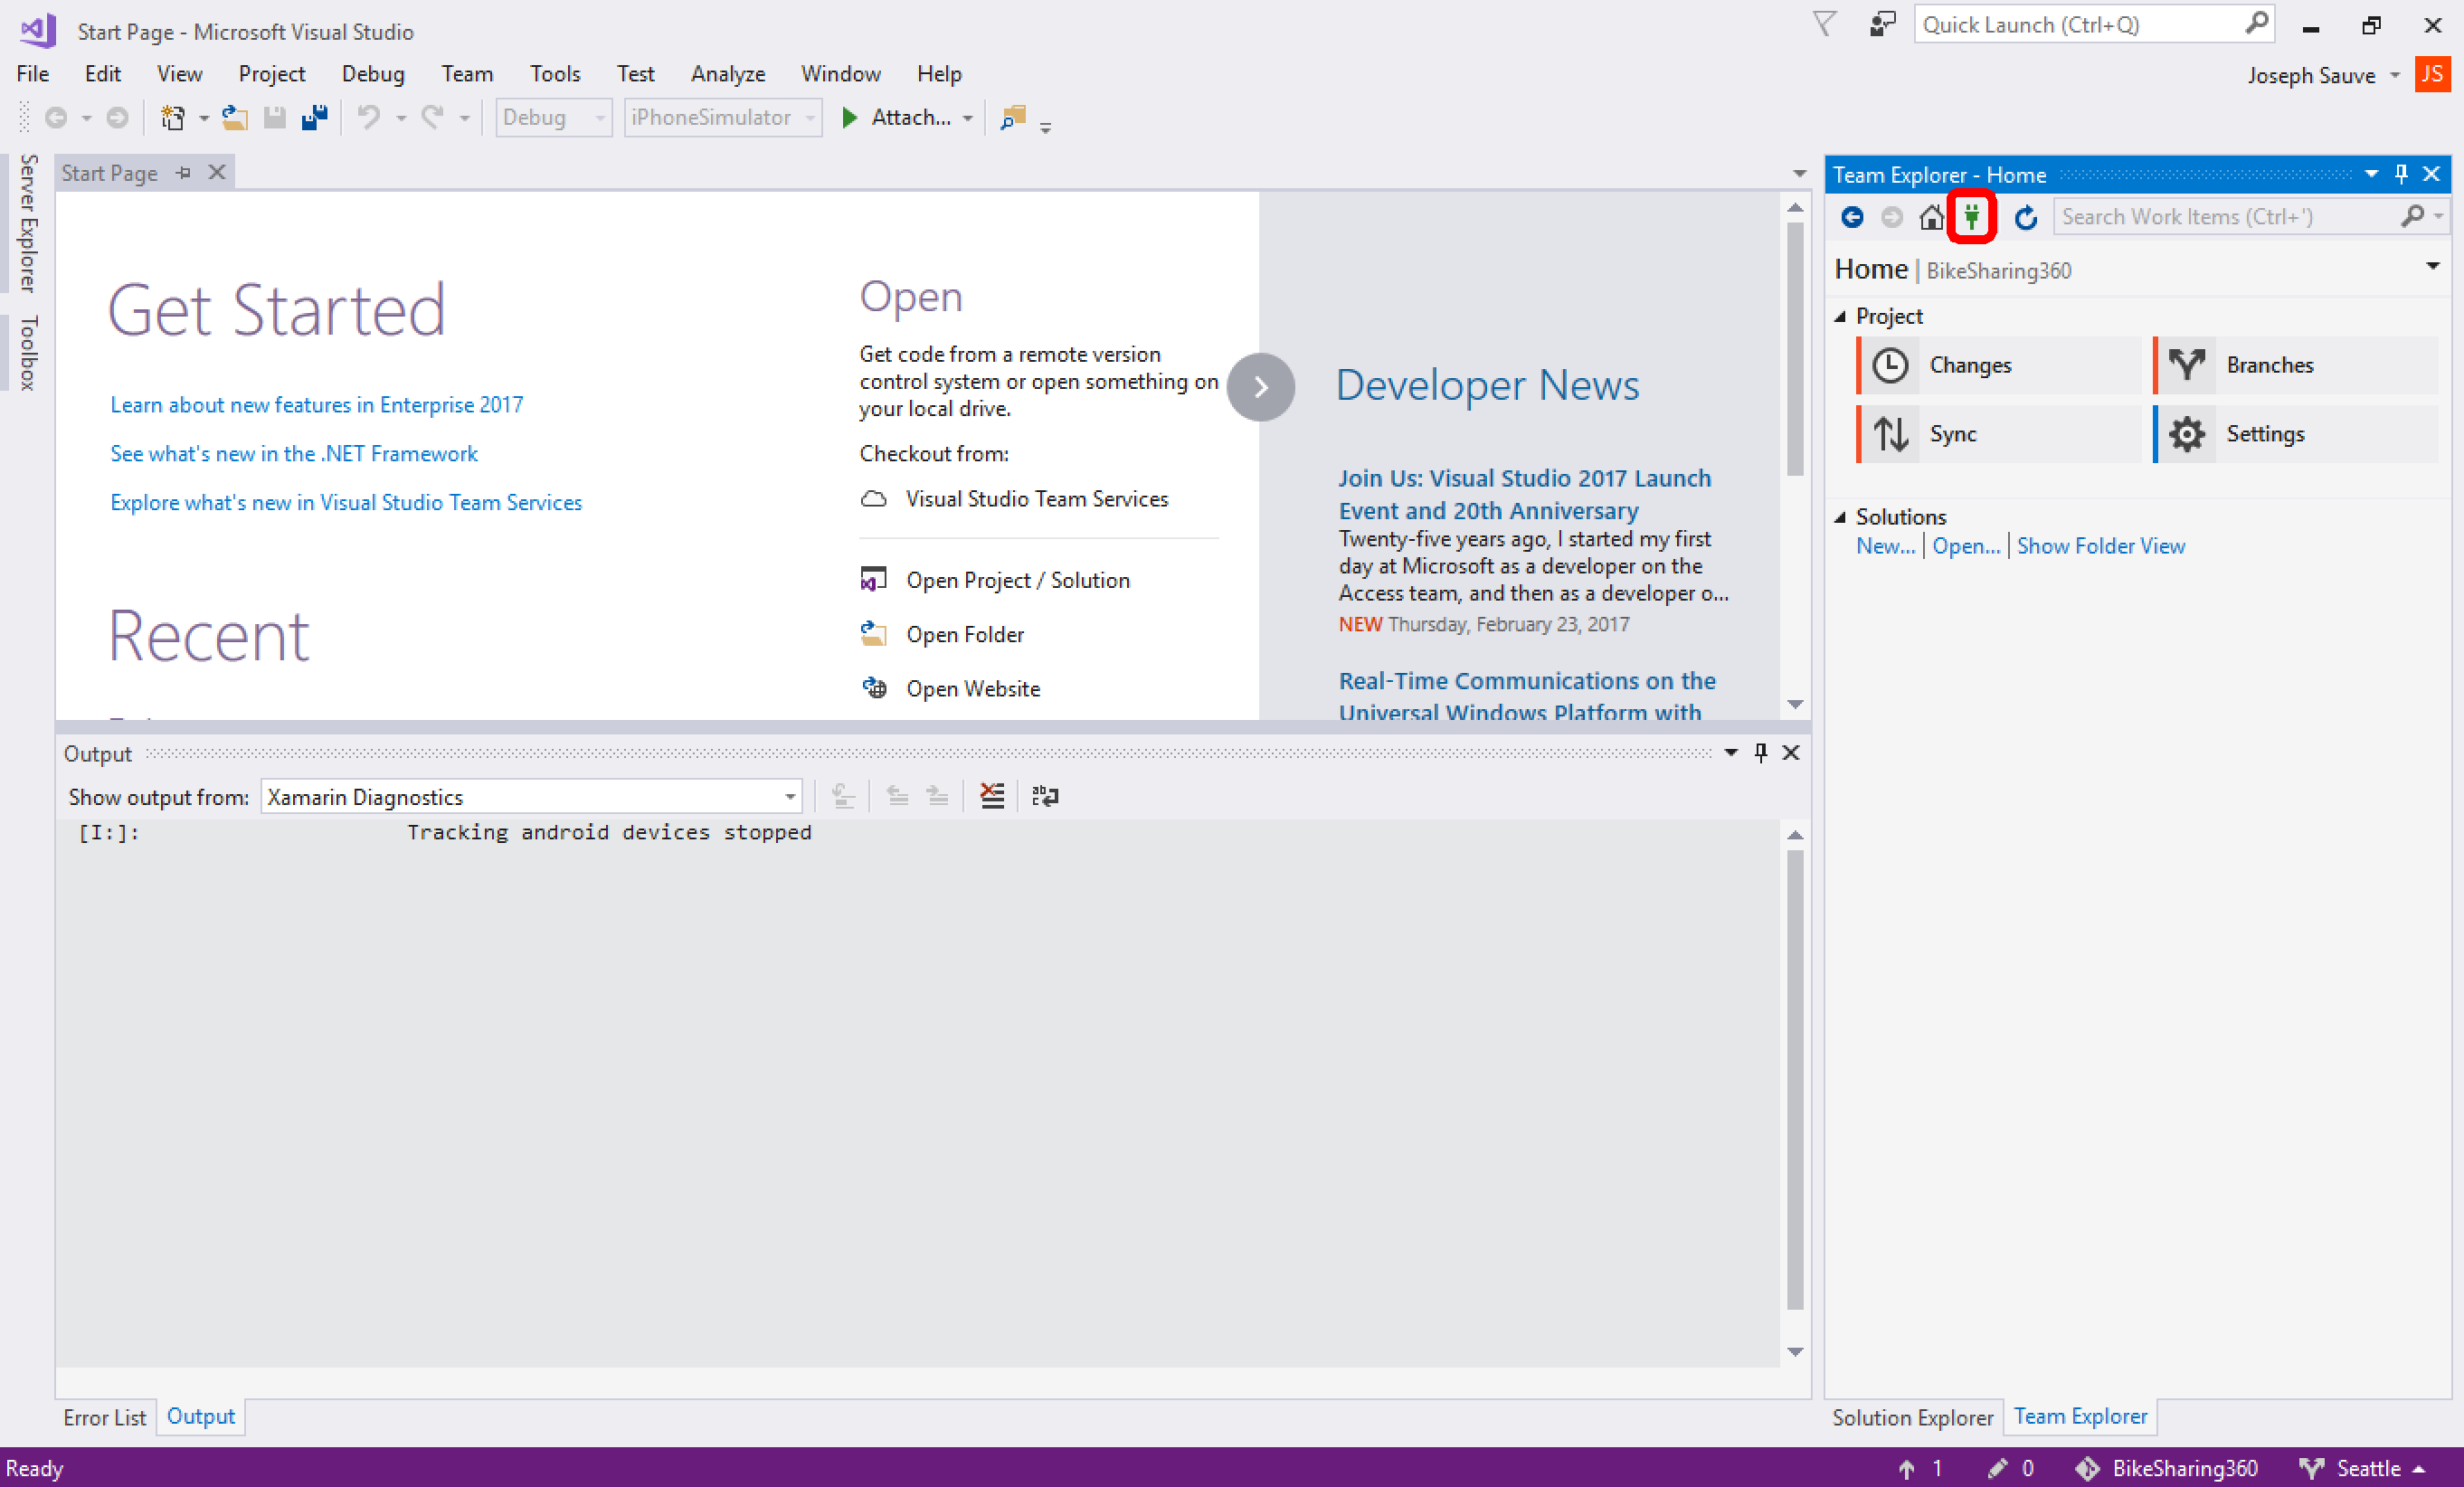 Start Page - Microsoft Visual Studio
Quick Launch (Ctrl+Q)
File Edit View Project Debug Team Tools Test Analyze Window Help
Joseph Sauve JS
Debug iPhoneSimulator Attach...
Server Explorer
Toolbox
Start Page
Get Started
Learn about new features in Enterprise 2017
See what's new in the .NET Framework
Explore what's new in Visual Studio Team Services
Recent
Open
Get code from a remote version
control system or open something on
your local drive.
Checkout from:
Visual Studio Team Services
Open Project / Solution
Open Folder
Open Website
Developer News
Join Us: Visual Studio 2017 Launch
Event and 20th Anniversary
Twenty-five years ago, I started my first
day at Microsoft as a developer on the
Access team, and then as a developer o...
NEW Thursday, February 23, 2017
Real-Time Communications on the
Universal Windows Platform with
Team Explorer - Home
Search Work Items (Ctrl+')
Home | BikeSharing360
Project
Changes Branches
Sync Settings
Solutions
New... Open... Show Folder View
Output
Show output from: Xamarin Diagnostics
[I:]: Tracking android devices stopped
Error List Output
Solution Explorer Team Explorer
Ready 1 0 BikeSharing360 Seattle